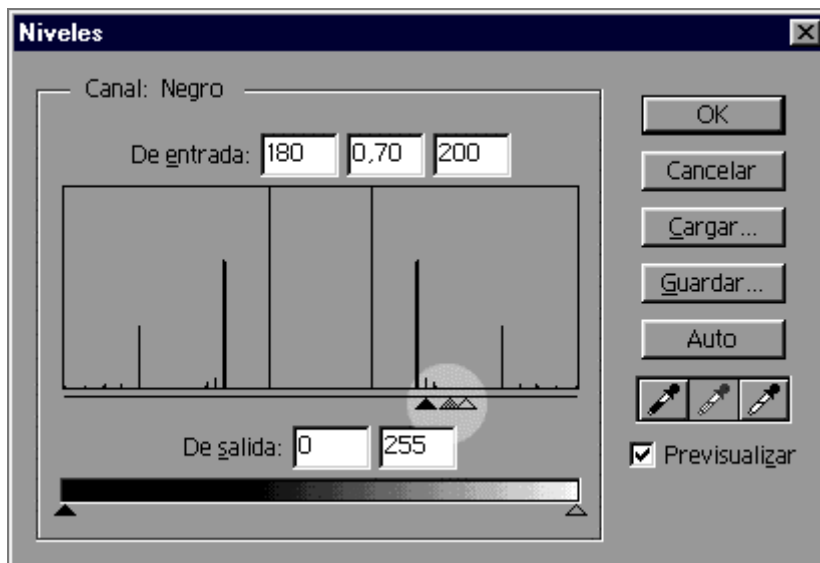 Niveles
Canal: Negro
De entrada: 180 0,70 200
De salida: 0 255
OK
Cancelar
Cargar...
Guardar...
Auto
Previsualizar